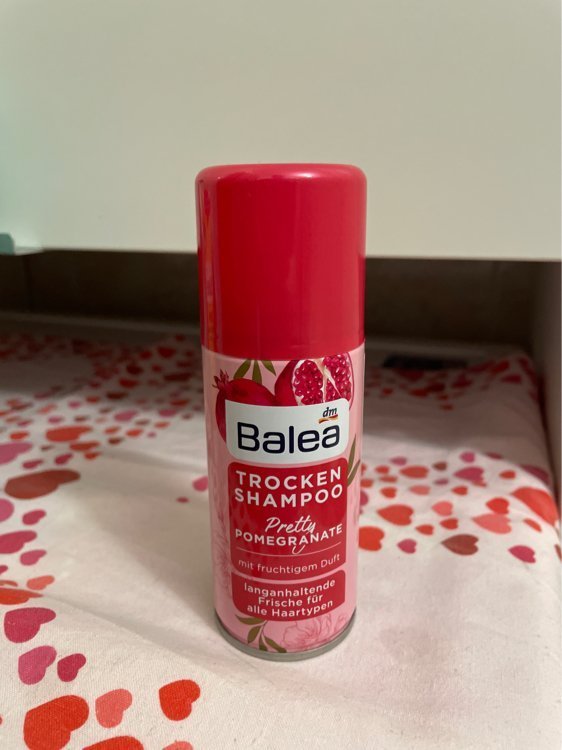 dm
Balea
TROCKEN
SHAMPOO
Pretty
POMEGRANATE
mit fruchtigem Duft
langanhaltende
Frische für
alle Haartypen